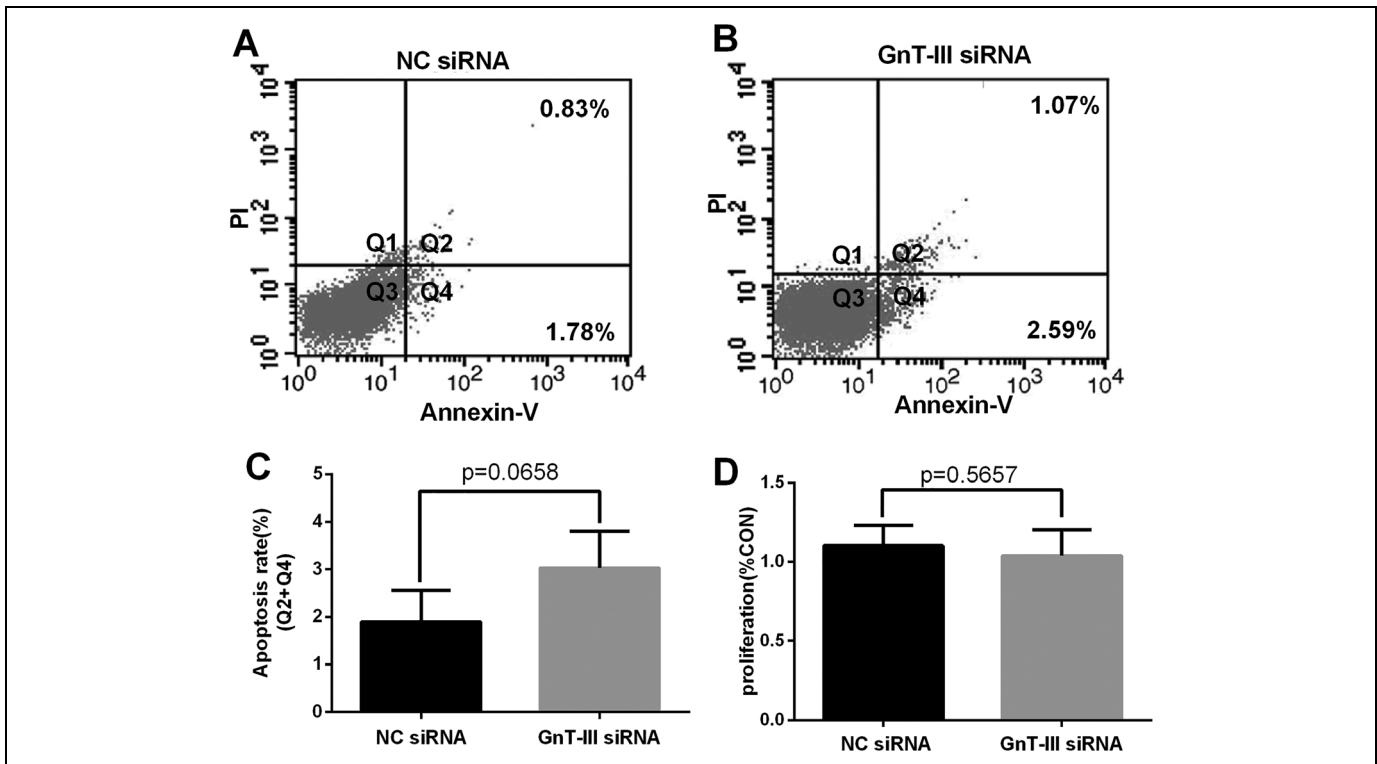 A
NC siRNA
10^4
10^3
10^2
10^1
10^0
PI
0.83%
Q1
Q2
Q3
Q4
1.78%
10^0 10^1 10^2 10^3 10^4
Annexin-V
B
GnT-III siRNA
10^4
10^3
10^2
10^1
10^0
PI
1.07%
Q1
Q2
Q3
Q4
2.59%
10^0 10^1 10^2 10^3 10^4
Annexin-V
C
p=0.0658
Apoptosis rate(%)
(Q2+Q4)
5
4
3
2
1
0
NC siRNA GnT-III siRNA
D
p=0.5657
proliferation(%CON)
1.5
1.0
0.5
0.0
NC siRNA GnT-III siRNA